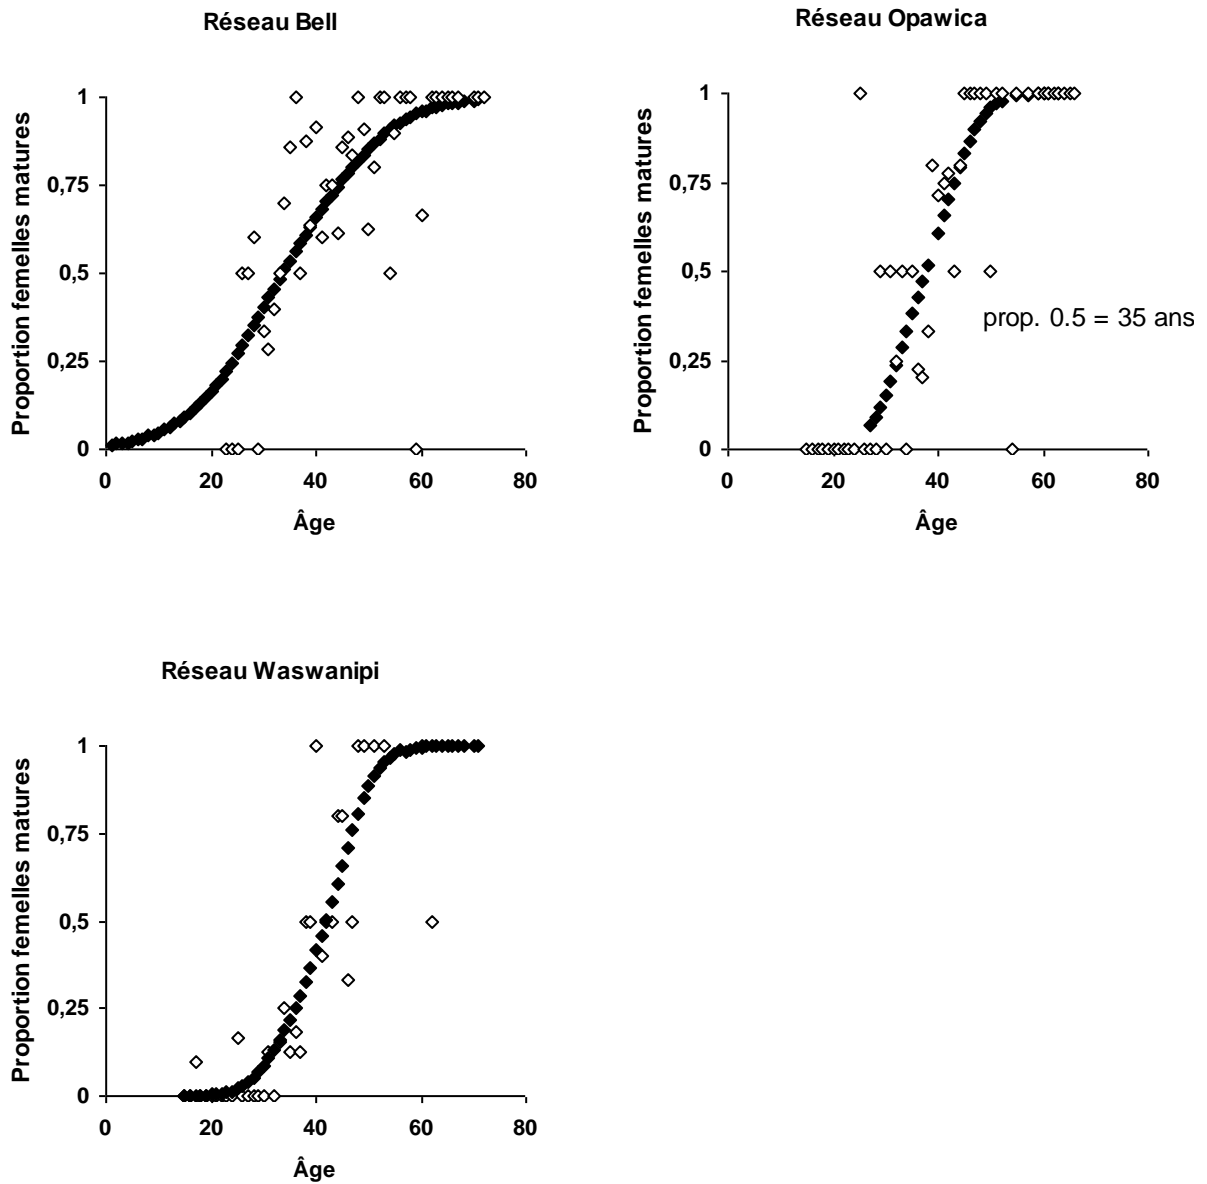 Réseau Bell
Proportion femelles matures
1
0,75
0,5
0,25
0
0 20 40 60 80
Âge
Réseau Opawica
Proportion femelles matures
1
0,75
0,5
0,25
0
prop. 0.5 = 35 ans
0 20 40 60 80
Âge
Réseau Waswanipi
Proportion femelles matures
1
0,75
0,5
0,25
0
0 20 40 60 80
Âge